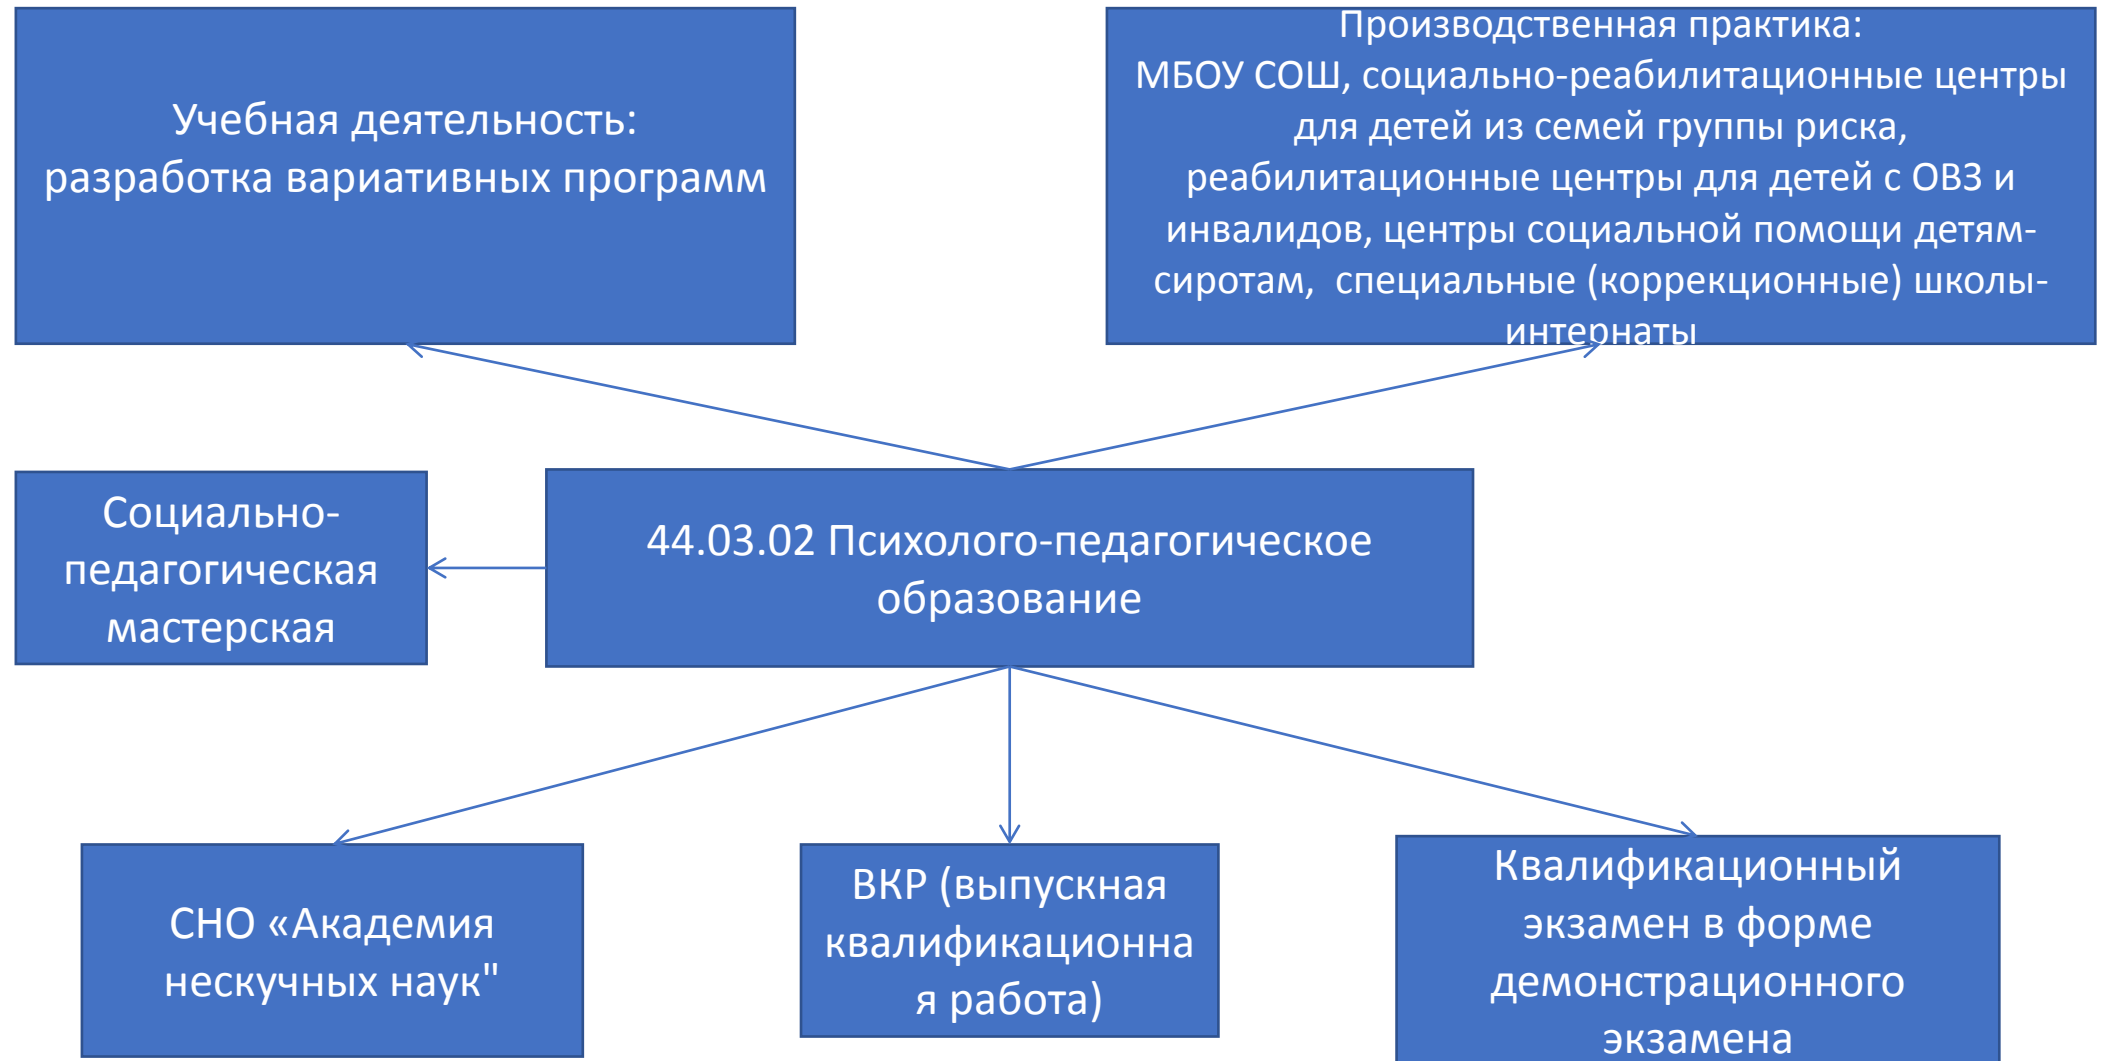 Учебная деятельность:
разработка вариативных программ
Производственная практика:
МБОУ СОШ, социально-реабилитационные центры
для детей из семей группы риска,
реабилитационные центры для детей с ОВЗ и
инвалидов, центры социальной помощи детям-
сиротам,  специальные (коррекционные) школы-
интернаты
Социально-
педагогическая
мастерская
44.03.02 Психолого-педагогическое
образование
СНО «Академия
нескучных наук"
ВКР (выпускная
квалификационна
я работа)
Квалификационный
экзамен в форме
демонстрационного
экзамена